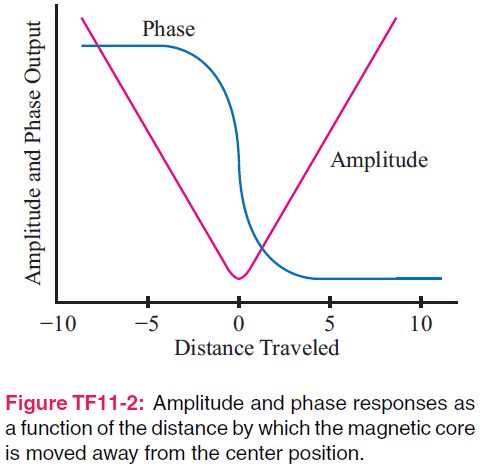 Phase
Amplitude and Phase Output
Amplitude
−10 −5 0 5 10
Distance Traveled
Figure TF11-2: Amplitude and phase responses as
a function of the distance by which the magnetic core
is moved away from the center position.